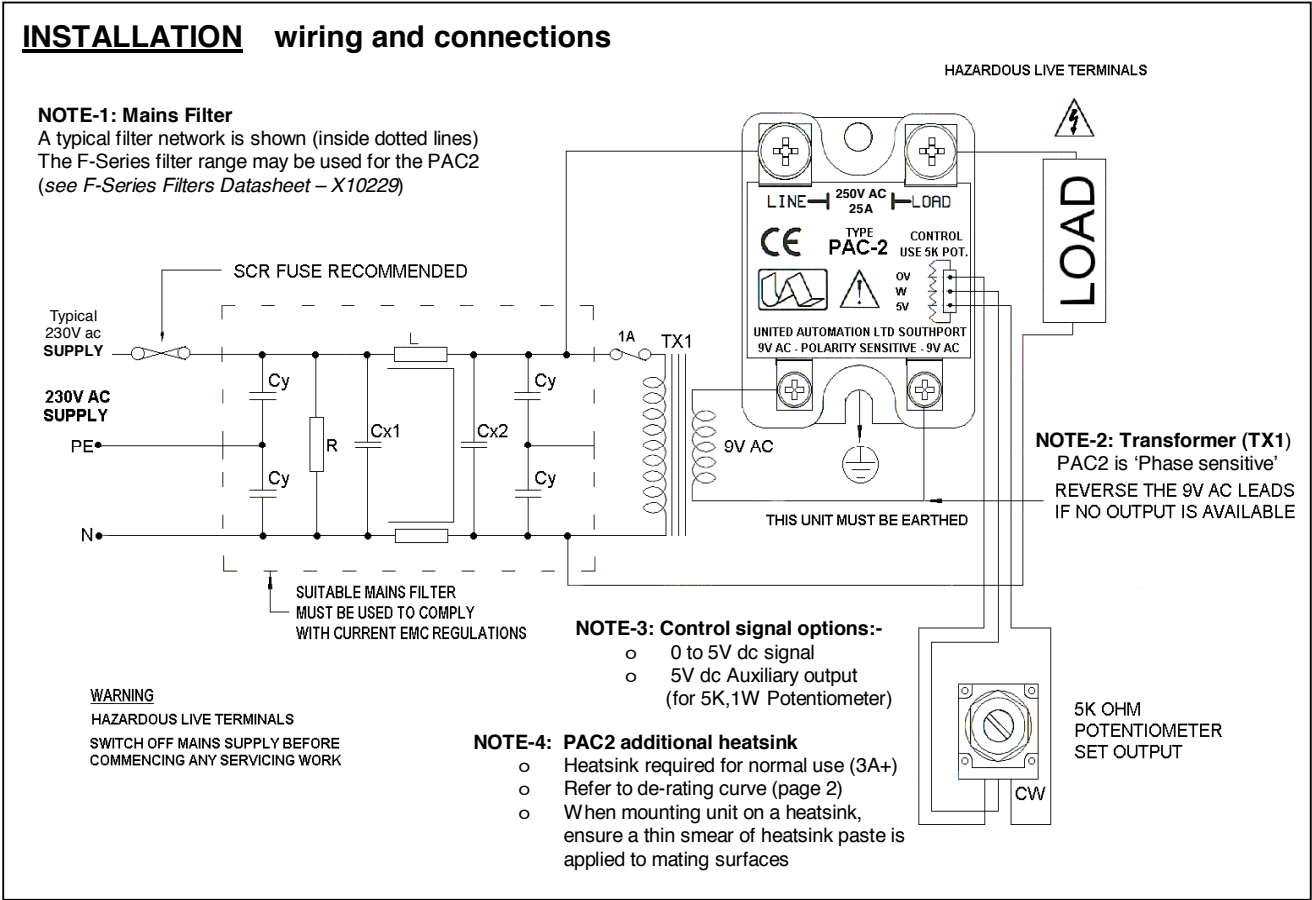 INSTALLATION wiring and connections
HAZARDOUS LIVE TERMINALS
NOTE-1: Mains Filter
A typical filter network is shown (inside dotted lines)
The F-Series filter range may be used for the PAC2
(see F-Series Filters Datasheet – X10229)
LINE
250V AC
25A
LOAD
CE
TYPE
PAC-2
CONTROL
USE 5K POT.
0V
W
5V
UNITED AUTOMATION LTD SOUTHPORT
9V AC - POLARITY SENSITIVE - 9V AC
LOAD
SCR FUSE RECOMMENDED
Typical
230V ac
SUPPLY
230V AC
SUPPLY
PE
N
L
1A
TX1
Cy
Cy
R
Cx1
Cx2
Cy
Cy
9V AC
THIS UNIT MUST BE EARTHED
NOTE-2: Transformer (TX1)
PAC2 is ‘Phase sensitive’
REVERSE THE 9V AC LEADS
IF NO OUTPUT IS AVAILABLE
SUITABLE MAINS FILTER
MUST BE USED TO COMPLY
WITH CURRENT EMC REGULATIONS
NOTE-3: Control signal options:-
o 0 to 5V dc signal
o 5V dc Auxiliary output
(for 5K,1W Potentiometer)
WARNING
HAZARDOUS LIVE TERMINALS
SWITCH OFF MAINS SUPPLY BEFORE
COMMENCING ANY SERVICING WORK
NOTE-4: PAC2 additional heatsink
o Heatsink required for normal use (3A+)
o Refer to de-rating curve (page 2)
o When mounting unit on a heatsink,
ensure a thin smear of heatsink paste is
applied to mating surfaces
5K OHM
POTENTIOMETER
SET OUTPUT
CW